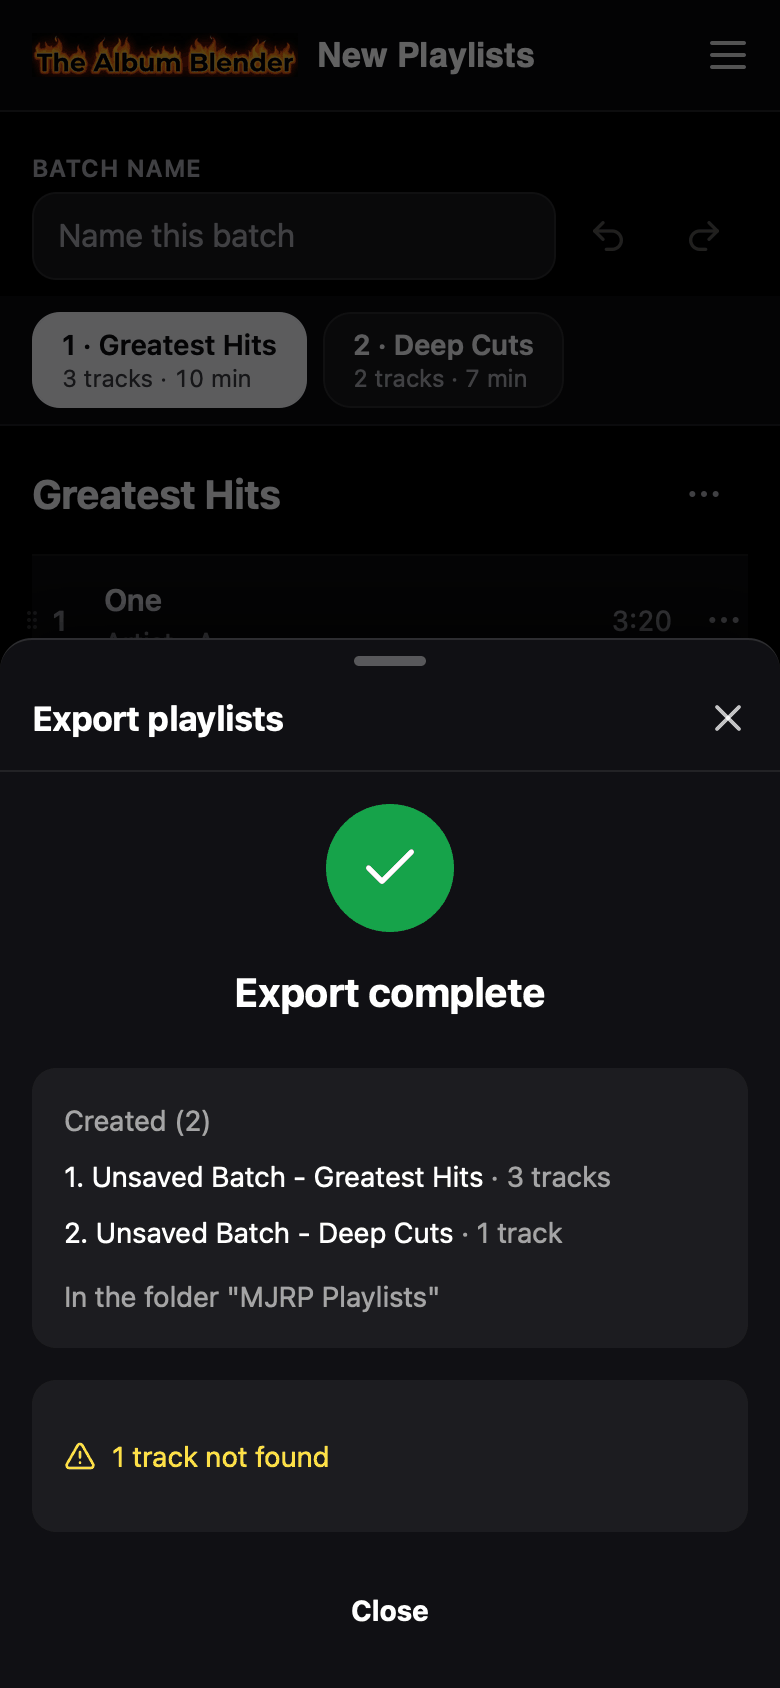 The Album Blender New Playlists
BATCH NAME
Name this batch
1 · Greatest Hits
3 tracks · 10 min
2 · Deep Cuts
2 tracks · 7 min
Greatest Hits
One
1
3:20
Export playlists
Export complete
Created (2)
1. Unsaved Batch - Greatest Hits · 3 tracks
2. Unsaved Batch - Deep Cuts · 1 track
In the folder "MJRP Playlists"
1 track not found
Close